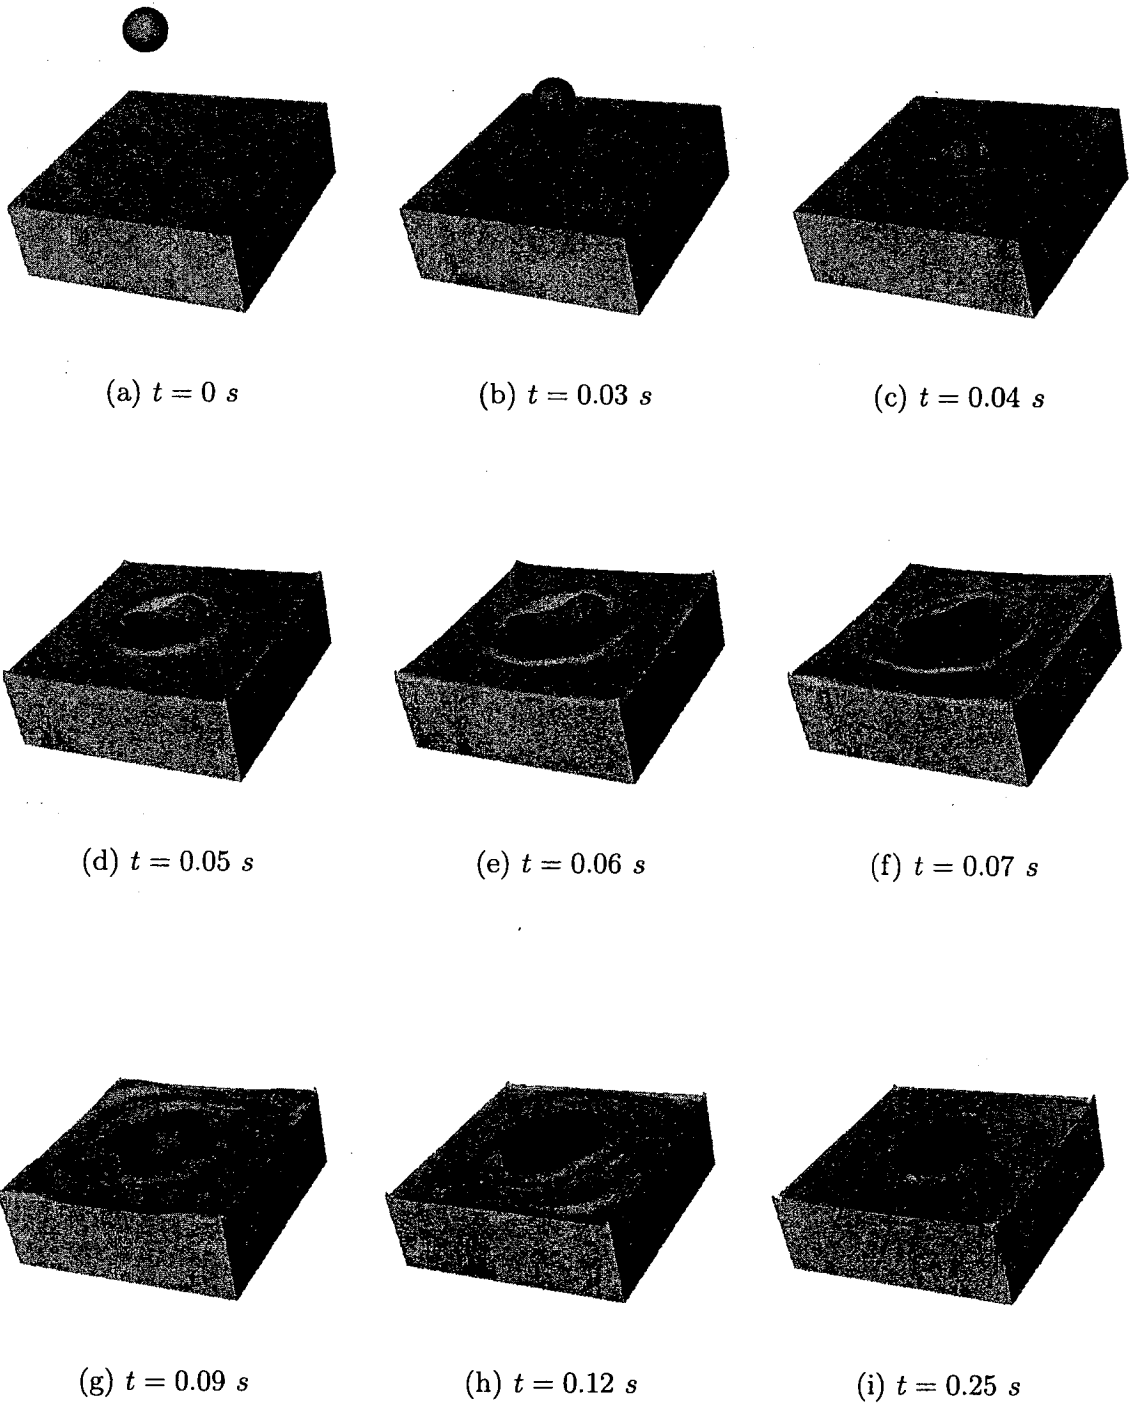 (a) t = 0 s
(b) t = 0.03 s
(c) t = 0.04 s
(d) t = 0.05 s
(e) t = 0.06 s
(f) t = 0.07 s
(g) t = 0.09 s
(h) t = 0.12 s
(i) t = 0.25 s